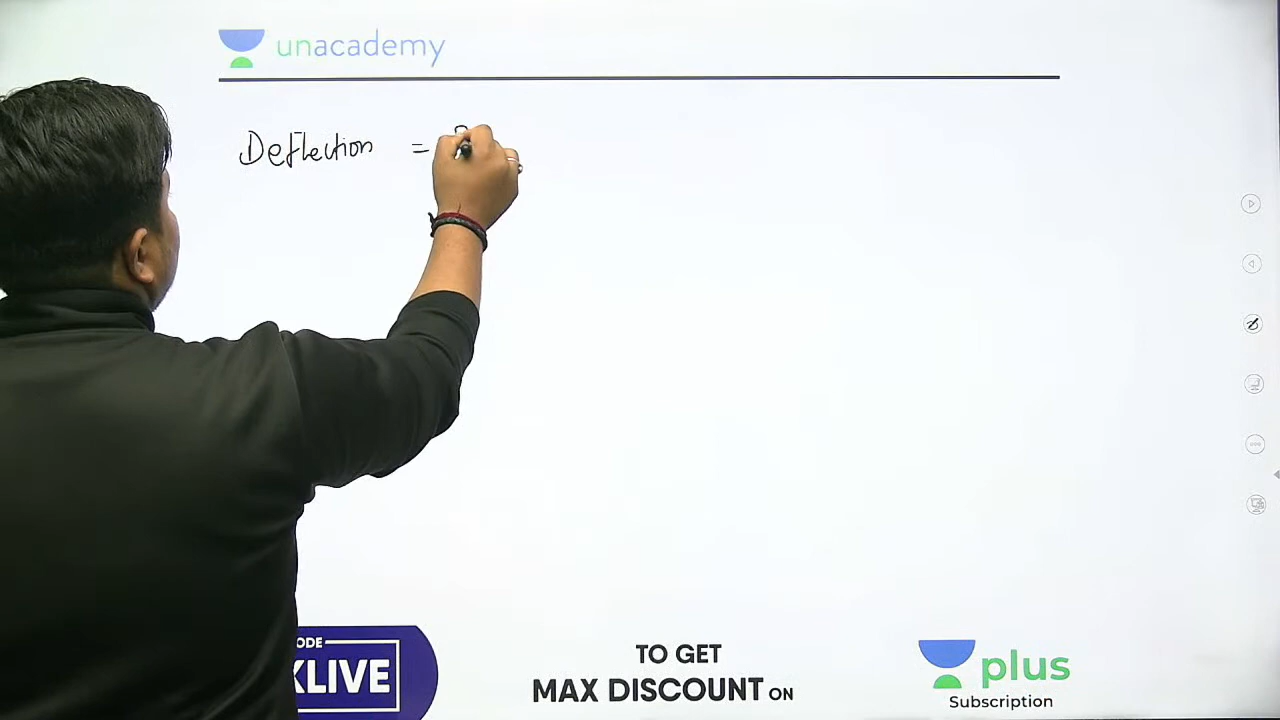 unacademy
Deflection =
ODE
KLIVE
TO GET
MAX DISCOUNT ON
plus
Subscription